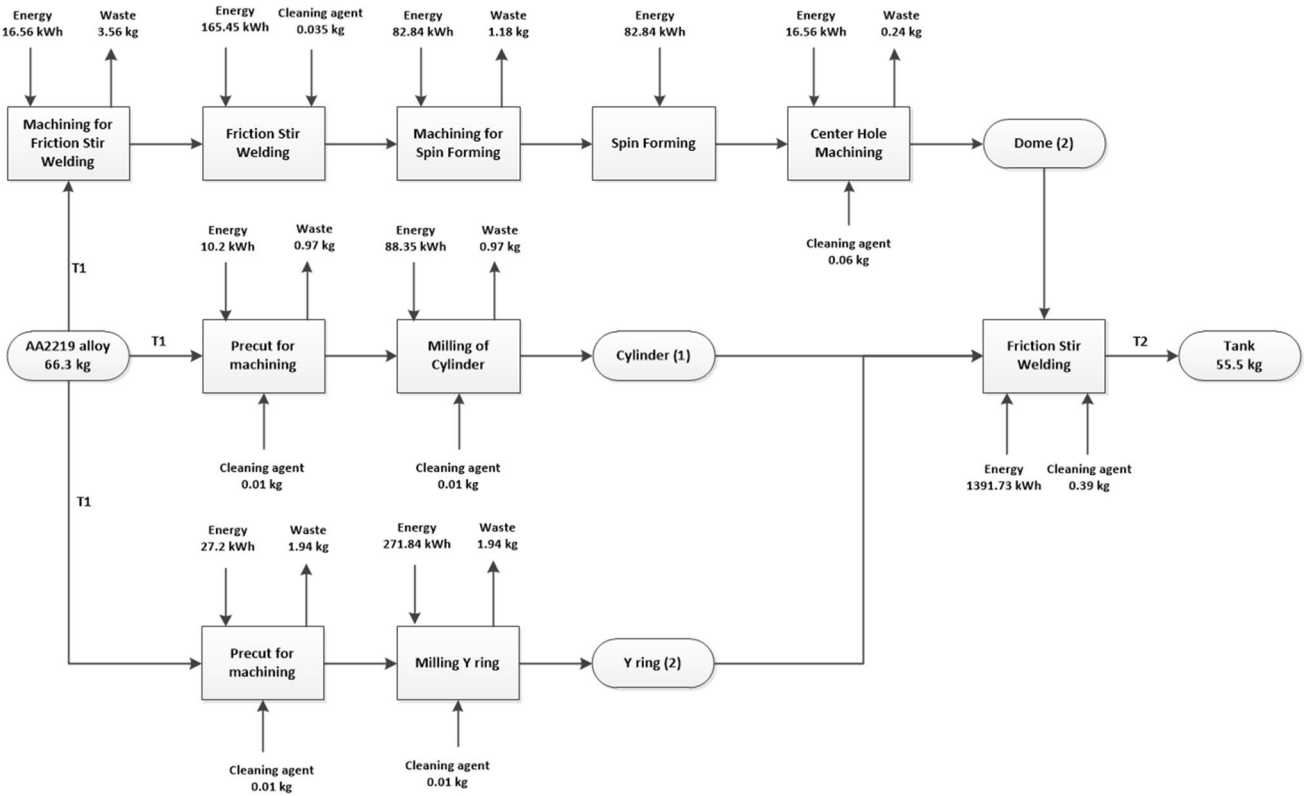 Energy
16.56 kWh
Waste
3.56 kg
Energy
165.45 kWh
Cleaning agent
0.035 kg
Energy
82.84 kWh
Waste
1.18 kg
Energy
82.84 kWh
Energy
16.56 kWh
Waste
0.24 kg
Machining for
Friction Stir
Welding
Friction Stir
Welding
Machining for
Spin Forming
Spin Forming
Center Hole
Machining
Dome (2)
Cleaning agent
0.06 kg
T1
Energy
10.2 kWh
Waste
0.97 kg
Energy
88.35 kWh
Waste
0.97 kg
AA2219 alloy
66.3 kg
T1
Precut for
machining
Milling of
Cylinder
Cylinder (1)
Friction Stir
Welding
T2
Tank
55.5 kg
Cleaning agent
0.01 kg
Cleaning agent
0.01 kg
Energy
1391.73 kWh
Cleaning agent
0.39 kg
T1
Energy
27.2 kWh
Waste
1.94 kg
Energy
271.84 kWh
Waste
1.94 kg
Precut for
machining
Milling Y ring
Y ring (2)
Cleaning agent
0.01 kg
Cleaning agent
0.01 kg